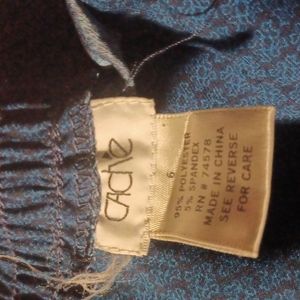 CACHÉ
6
95% POLYESTER
5% SPANDEX
RN # 74578
MADE IN CHINA
SEE REVERSE
FOR CARE